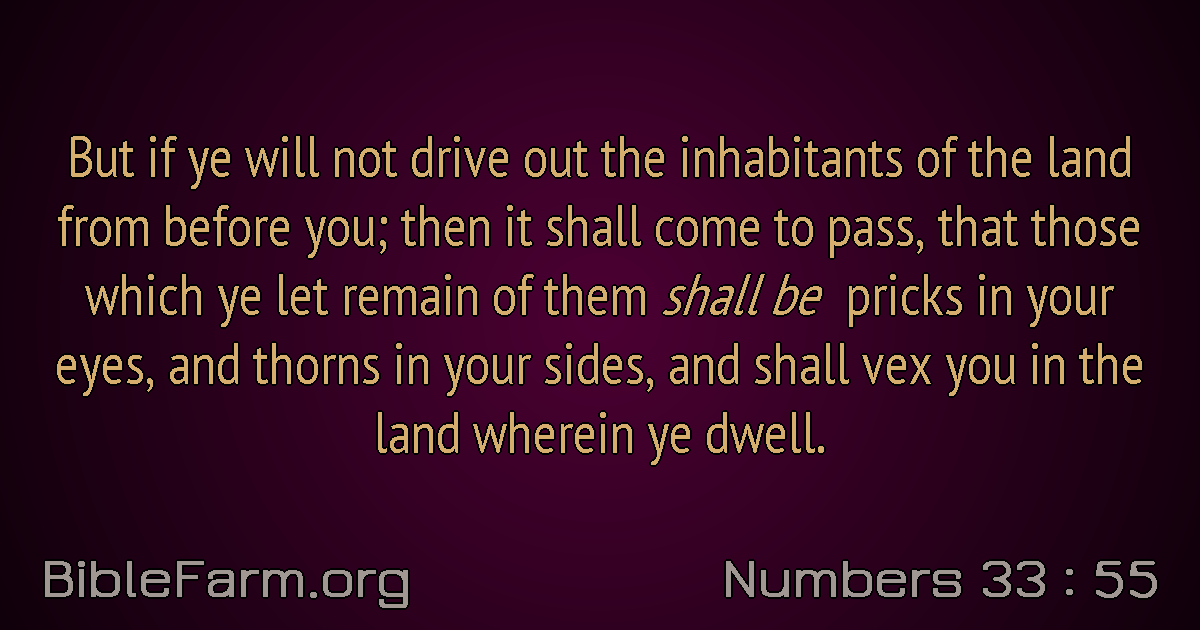 But if ye will not drive out the inhabitants of the land
from before you; then it shall come to pass, that those
which ye let remain of them shall be pricks in your
eyes, and thorns in your sides, and shall vex you in the
land wherein ye dwell.
BibleFarm.org
Numbers 33 : 55